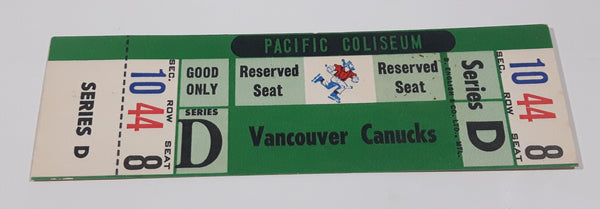 PACIFIC COLISEUM
SERIES D
SEC. ROW SEAT
10 44 8
GOOD ONLY
SERIES
D
Reserved Seat
Reserved Seat
Vancouver Canucks
Series
D
SEC. ROW SEAT
10 44 8